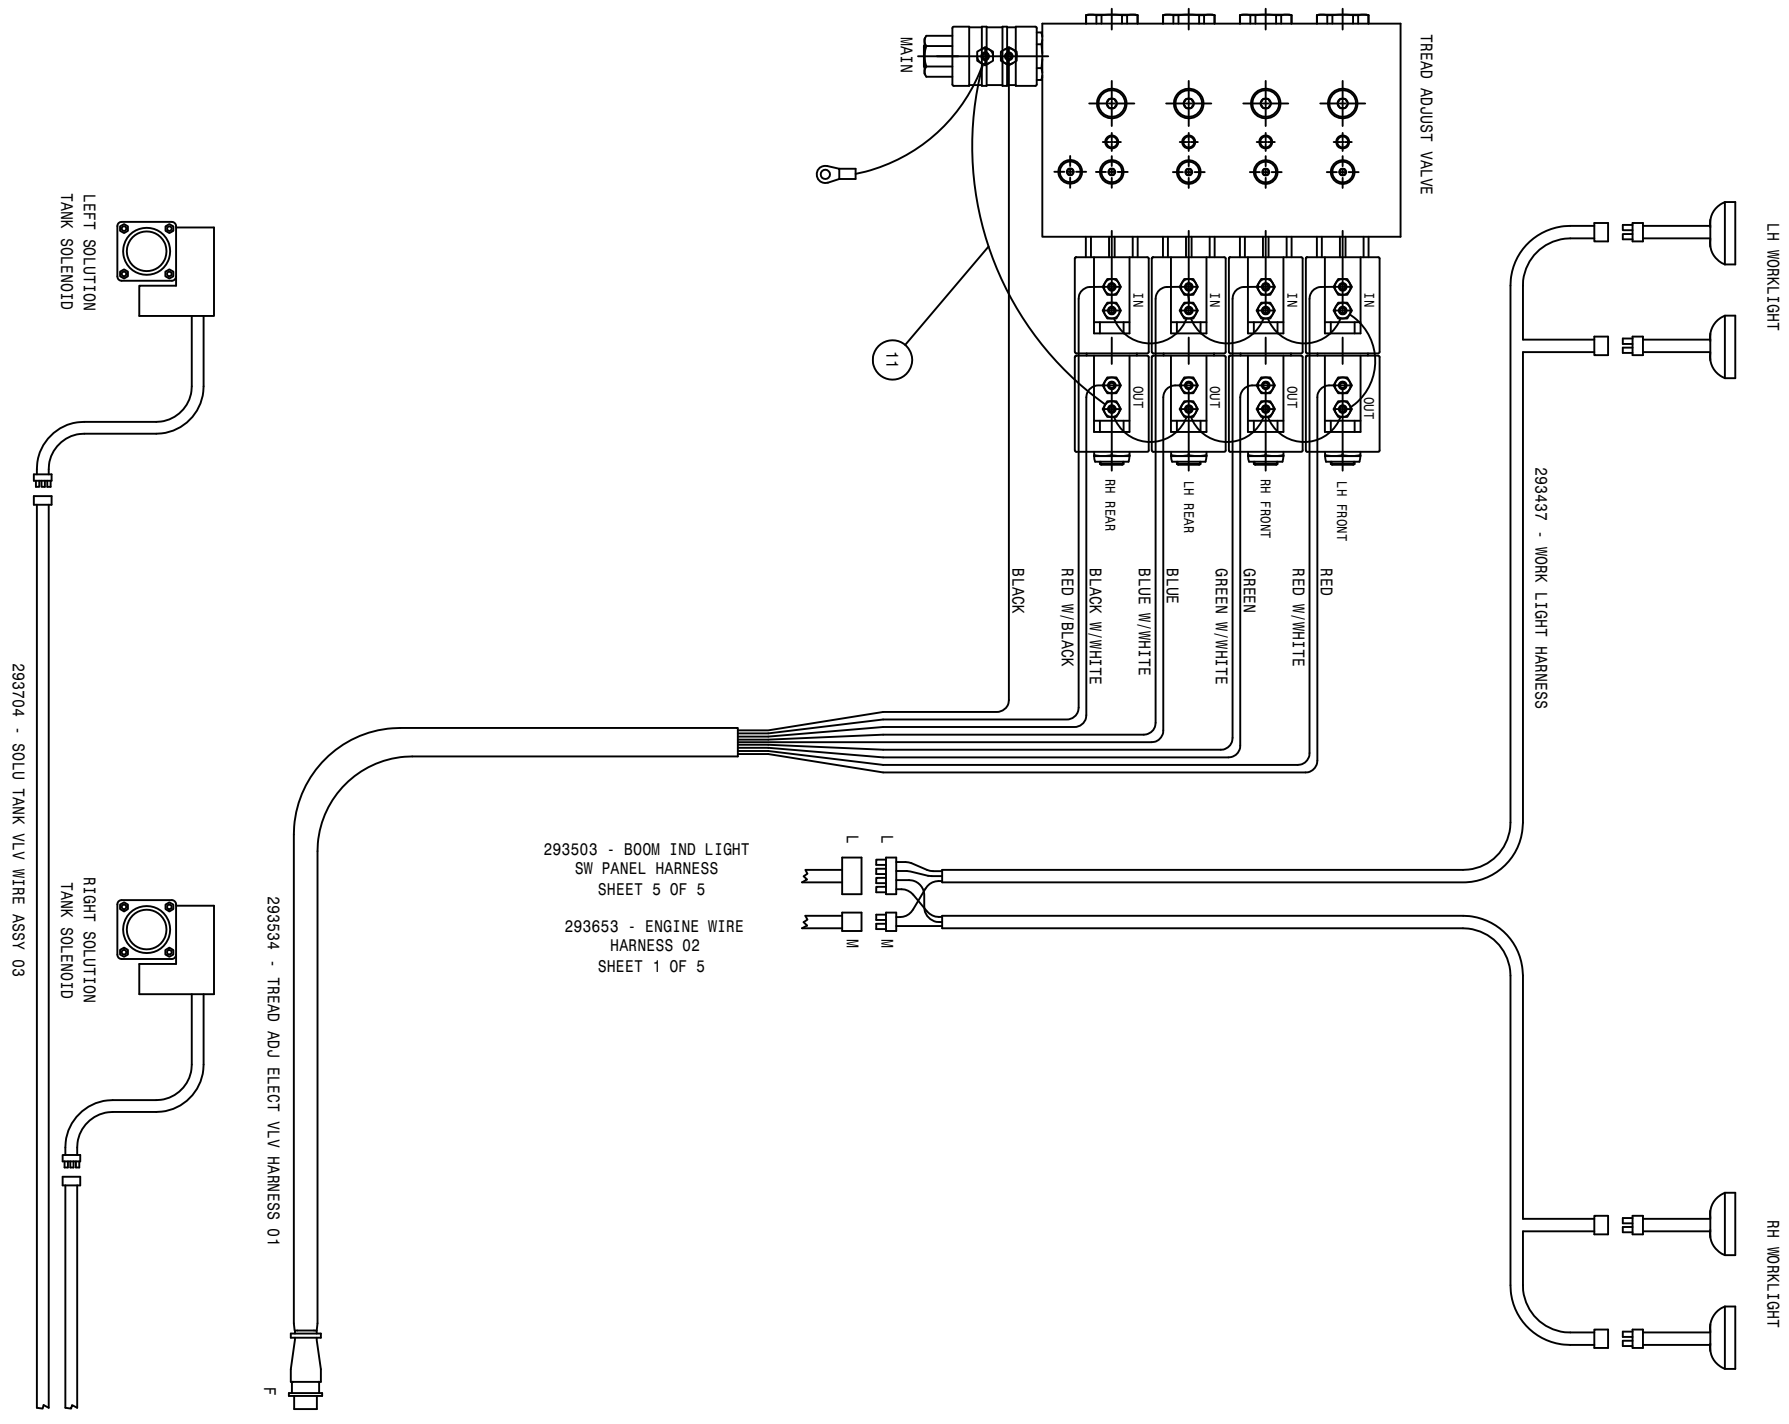 TREAD ADJUST VALVE
MAIN
LH WORKLIGHT
LEFT SOLUTION
TANK SOLENOID
IN
IN
IN
IN
11
OUT
OUT
OUT
OUT
RH REAR
LH REAR
RH FRONT
LH FRONT
293437 - WORK LIGHT HARNESS
BLACK
RED W/BLACK
BLACK W/WHITE
BLUE W/WHITE
BLUE
GREEN W/WHITE
GREEN
RED W/WHITE
RED
293704 - SOLU TANK VLV WIRE ASSY 03
L
L
293503 - BOOM IND LIGHT
SW PANEL HARNESS
SHEET 5 OF 5
293653 - ENGINE WIRE
HARNESS 02
SHEET 1 OF 5
M
M
RIGHT SOLUTION
TANK SOLENOID
293534 - TREAD ADJ ELECT VLV HARNESS 01
RH WORKLIGHT
F